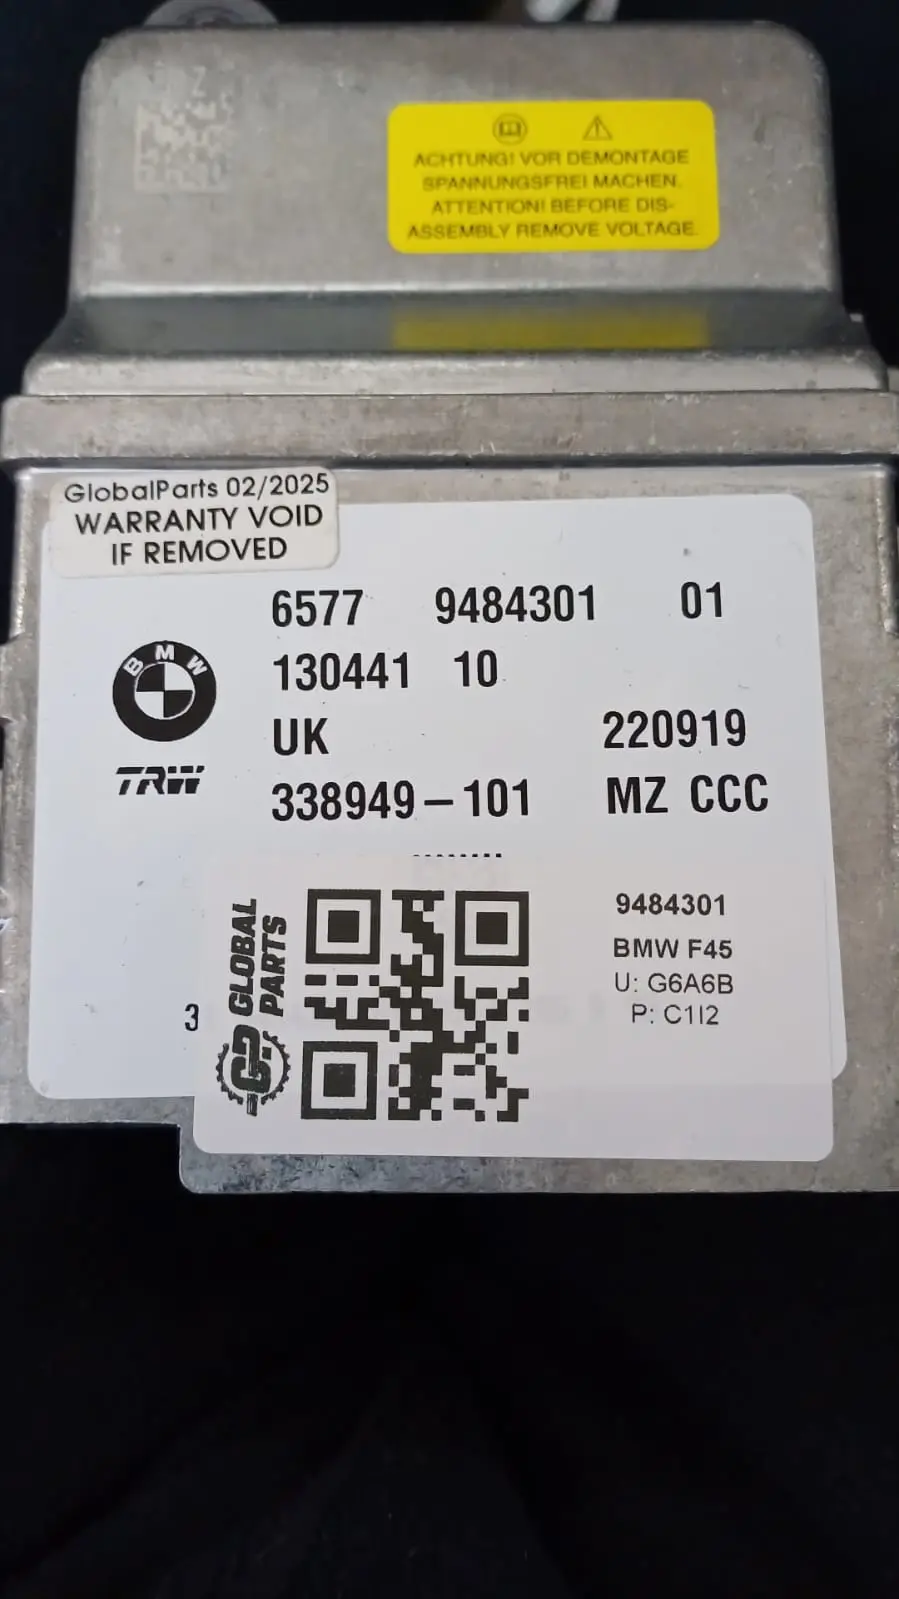 ACHTUNG! VOR DEMONTAGE
SPANNUNGSFREI MACHEN.
ATTENTION! BEFORE DIS-
ASSEMBLY REMOVE VOLTAGE.
GlobalParts 02/2025
WARRANTY VOID
IF REMOVED
6577 9484301 01
130441 10
UK 220919
338949-101 MZ CCC
BMW
TRW
3
GLOBAL
PARTS
9484301
BMW F45
U: G6A6B
P: C1I2